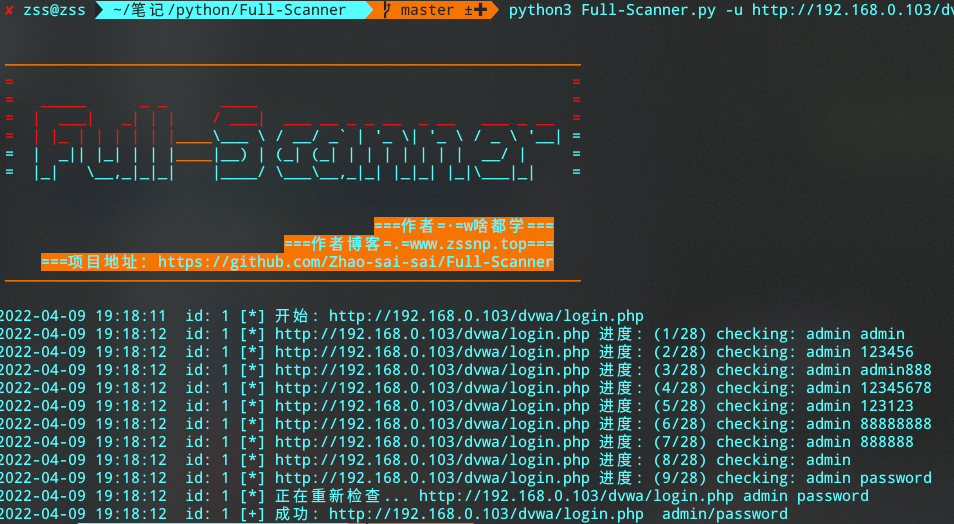 ✘ zss@zss ~/笔记/python/Full-Scanner master ±✚ python3 Full-Scanner.py -u http://192.168.0.103/dv
Full_Scanner
===作者=·=w啥都学===
===作者博客=.=www.zssnp.top===
===项目地址: https://github.com/Zhao-sai-sai/Full-Scanner
2022-04-09 19:18:11 id: 1 [*] 开始: http://192.168.0.103/dvwa/login.php
2022-04-09 19:18:12 id: 1 [*] http://192.168.0.103/dvwa/login.php 进度: (1/28) checking: admin admin
2022-04-09 19:18:12 id: 1 [*] http://192.168.0.103/dvwa/login.php 进度: (2/28) checking: admin 123456
2022-04-09 19:18:12 id: 1 [*] http://192.168.0.103/dvwa/login.php 进度: (3/28) checking: admin admin888
2022-04-09 19:18:12 id: 1 [*] http://192.168.0.103/dvwa/login.php 进度: (4/28) checking: admin 12345678
2022-04-09 19:18:12 id: 1 [*] http://192.168.0.103/dvwa/login.php 进度: (5/28) checking: admin 123123
2022-04-09 19:18:12 id: 1 [*] http://192.168.0.103/dvwa/login.php 进度: (6/28) checking: admin 88888888
2022-04-09 19:18:12 id: 1 [*] http://192.168.0.103/dvwa/login.php 进度: (7/28) checking: admin 888888
2022-04-09 19:18:12 id: 1 [*] http://192.168.0.103/dvwa/login.php 进度: (8/28) checking: admin
2022-04-09 19:18:12 id: 1 [*] http://192.168.0.103/dvwa/login.php 进度: (9/28) checking: admin password
2022-04-09 19:18:12 id: 1 [*] 正在重新检查... http://192.168.0.103/dvwa/login.php admin password
2022-04-09 19:18:12 id: 1 [+] 成功: http://192.168.0.103/dvwa/login.php admin/password